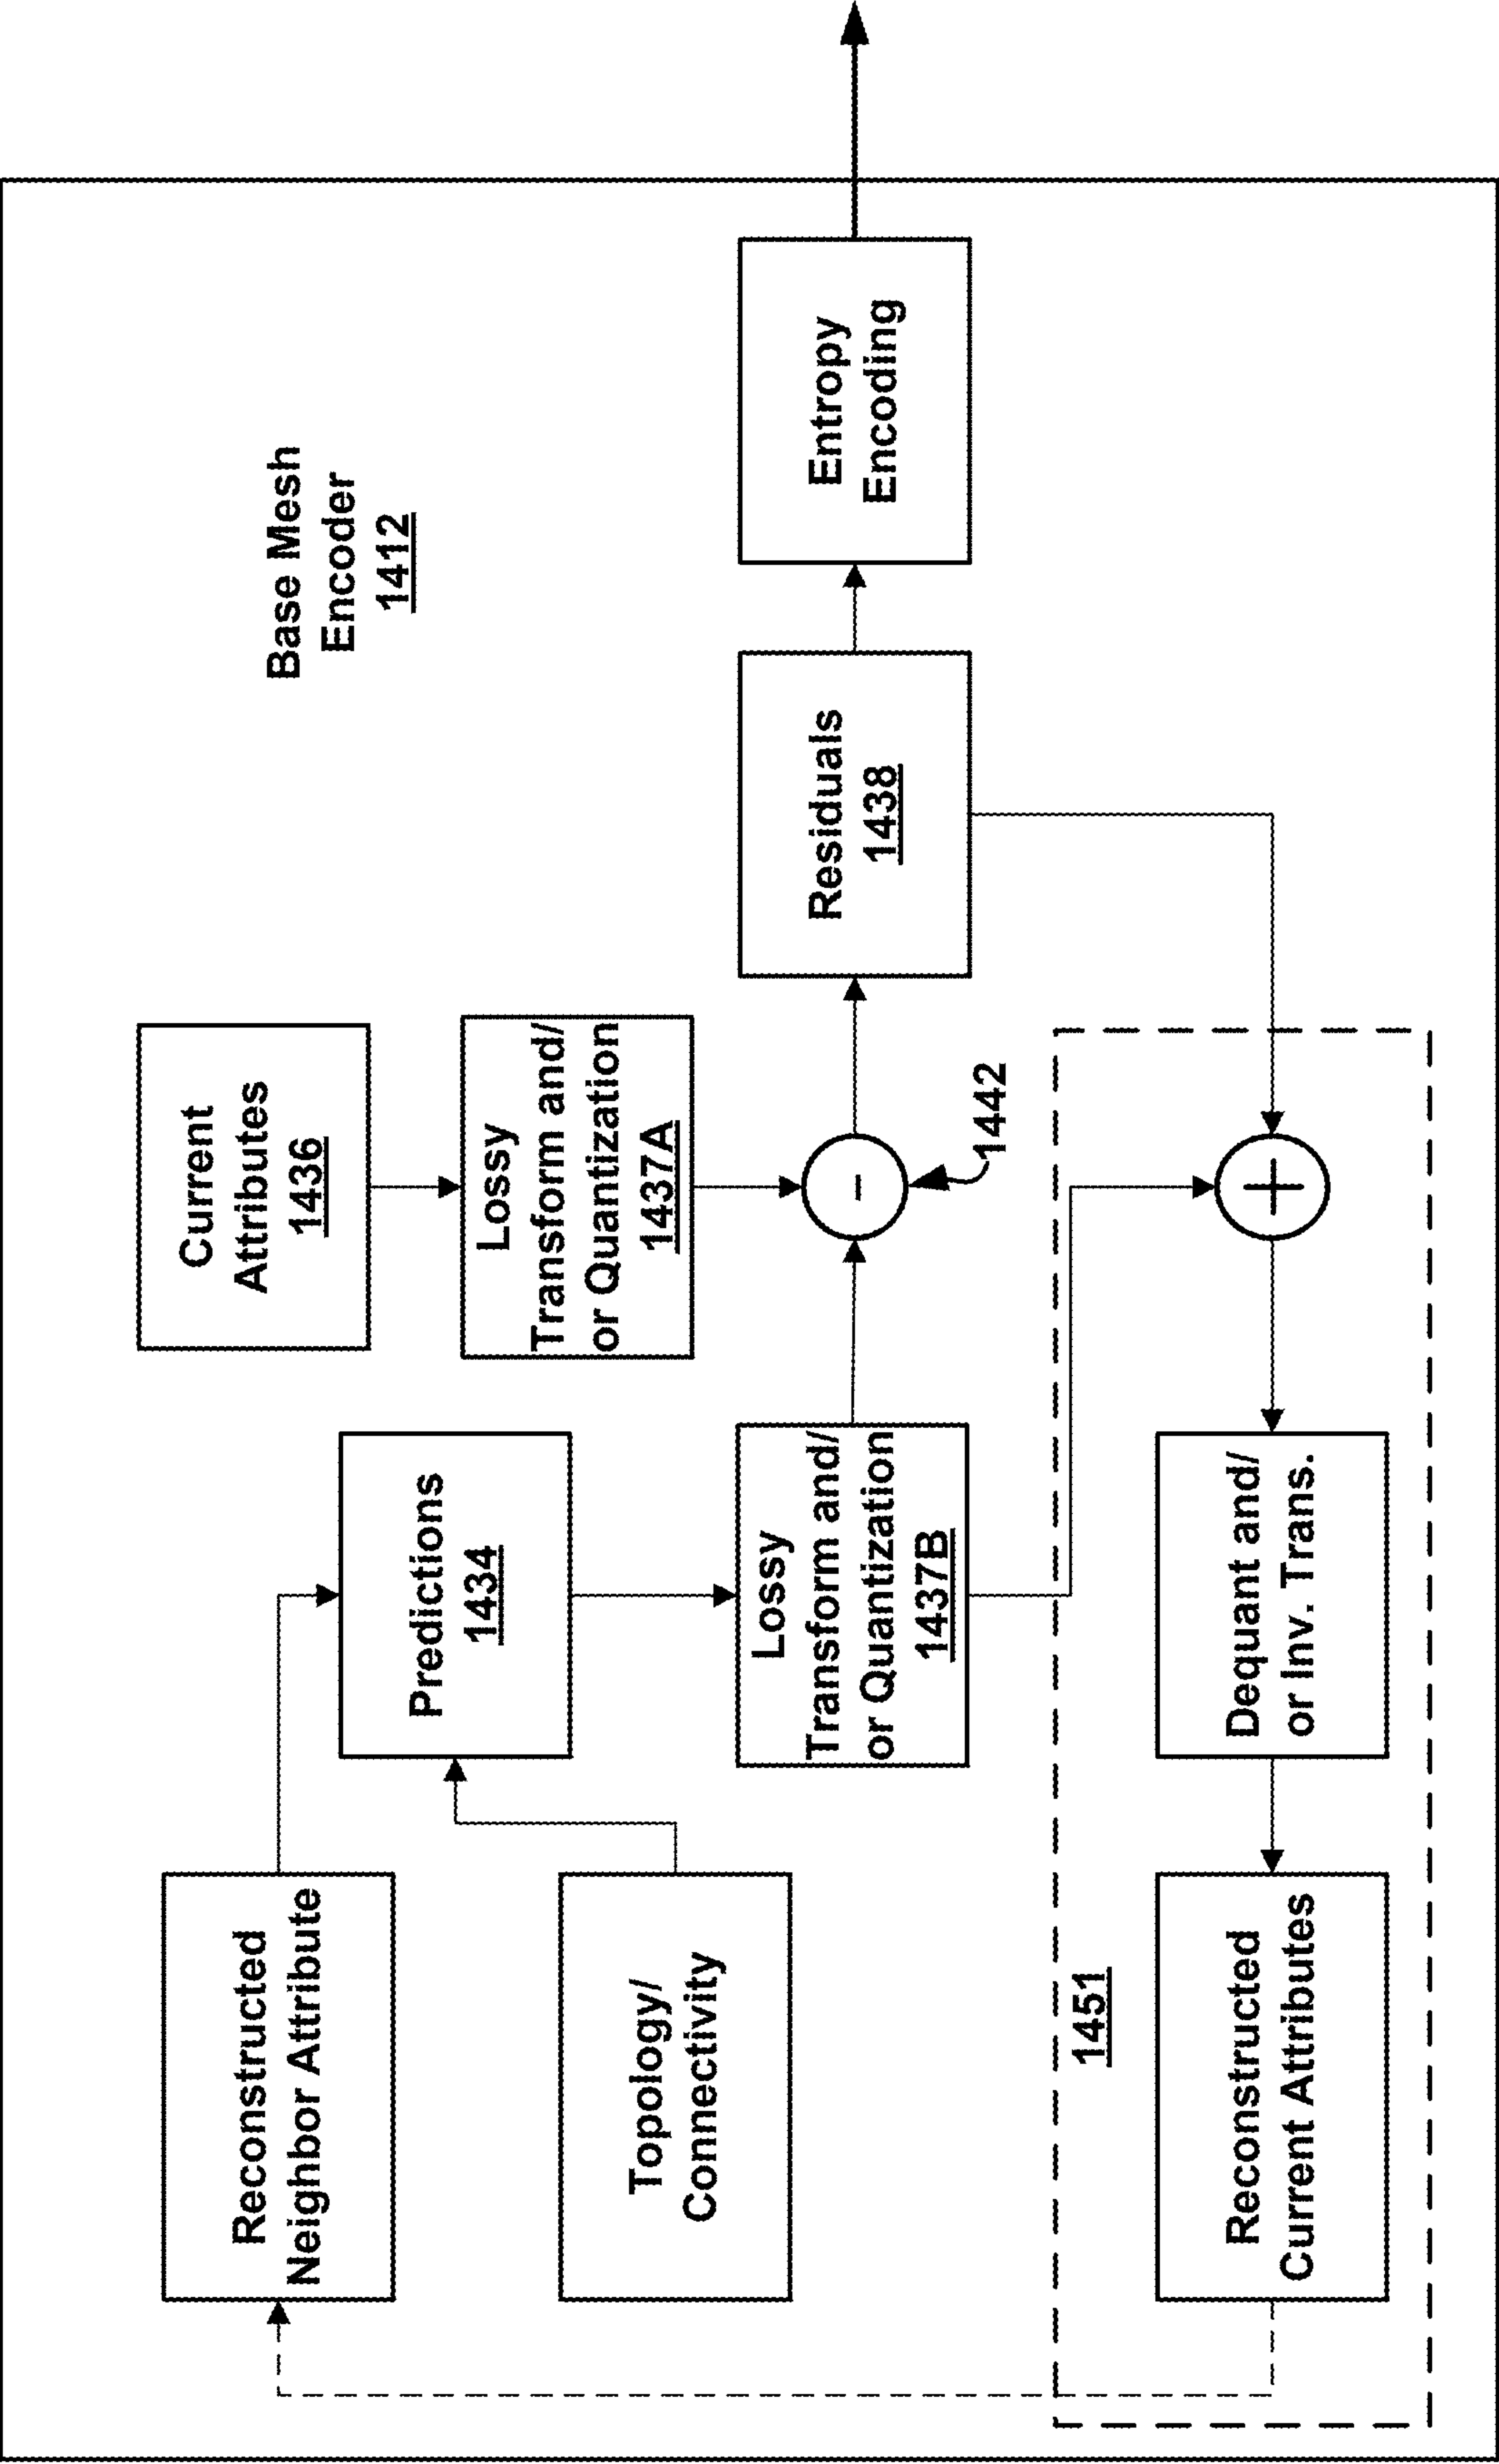 Base Mesh
Encoder
1412
Reconstructed
Neighbor Attribute
Predictions
1434
Current
Attributes
1436
Lossy
Transform and/
or Quantization
1437A
Topology/
Connectivity
Lossy
Transform and/
or Quantization
1437B
-
1442
Residuals
1438
Entropy
Encoding
1451
Reconstructed
Current Attributes
Dequant and/
or Inv. Trans.
+